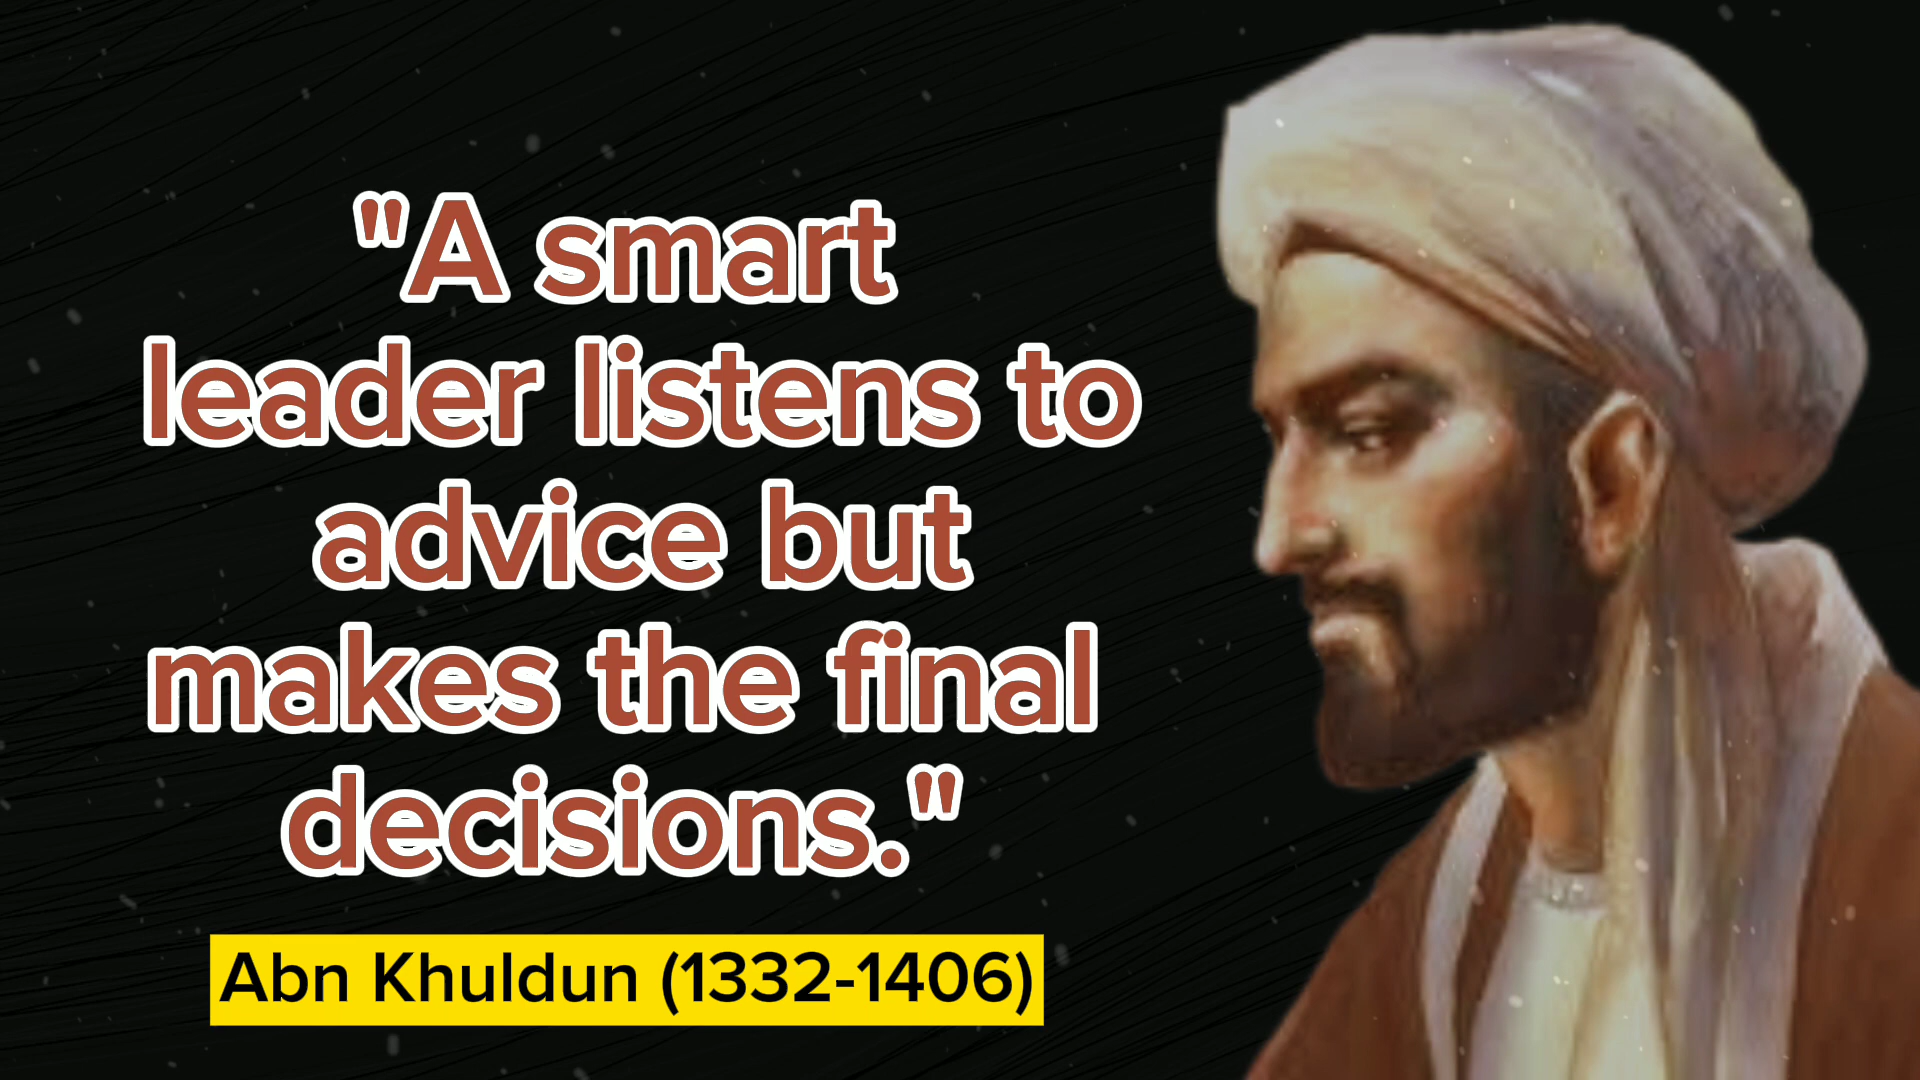 "A smart
leader listens to
advice but
makes the final
decisions."
Abn Khuldun (1332-1406)